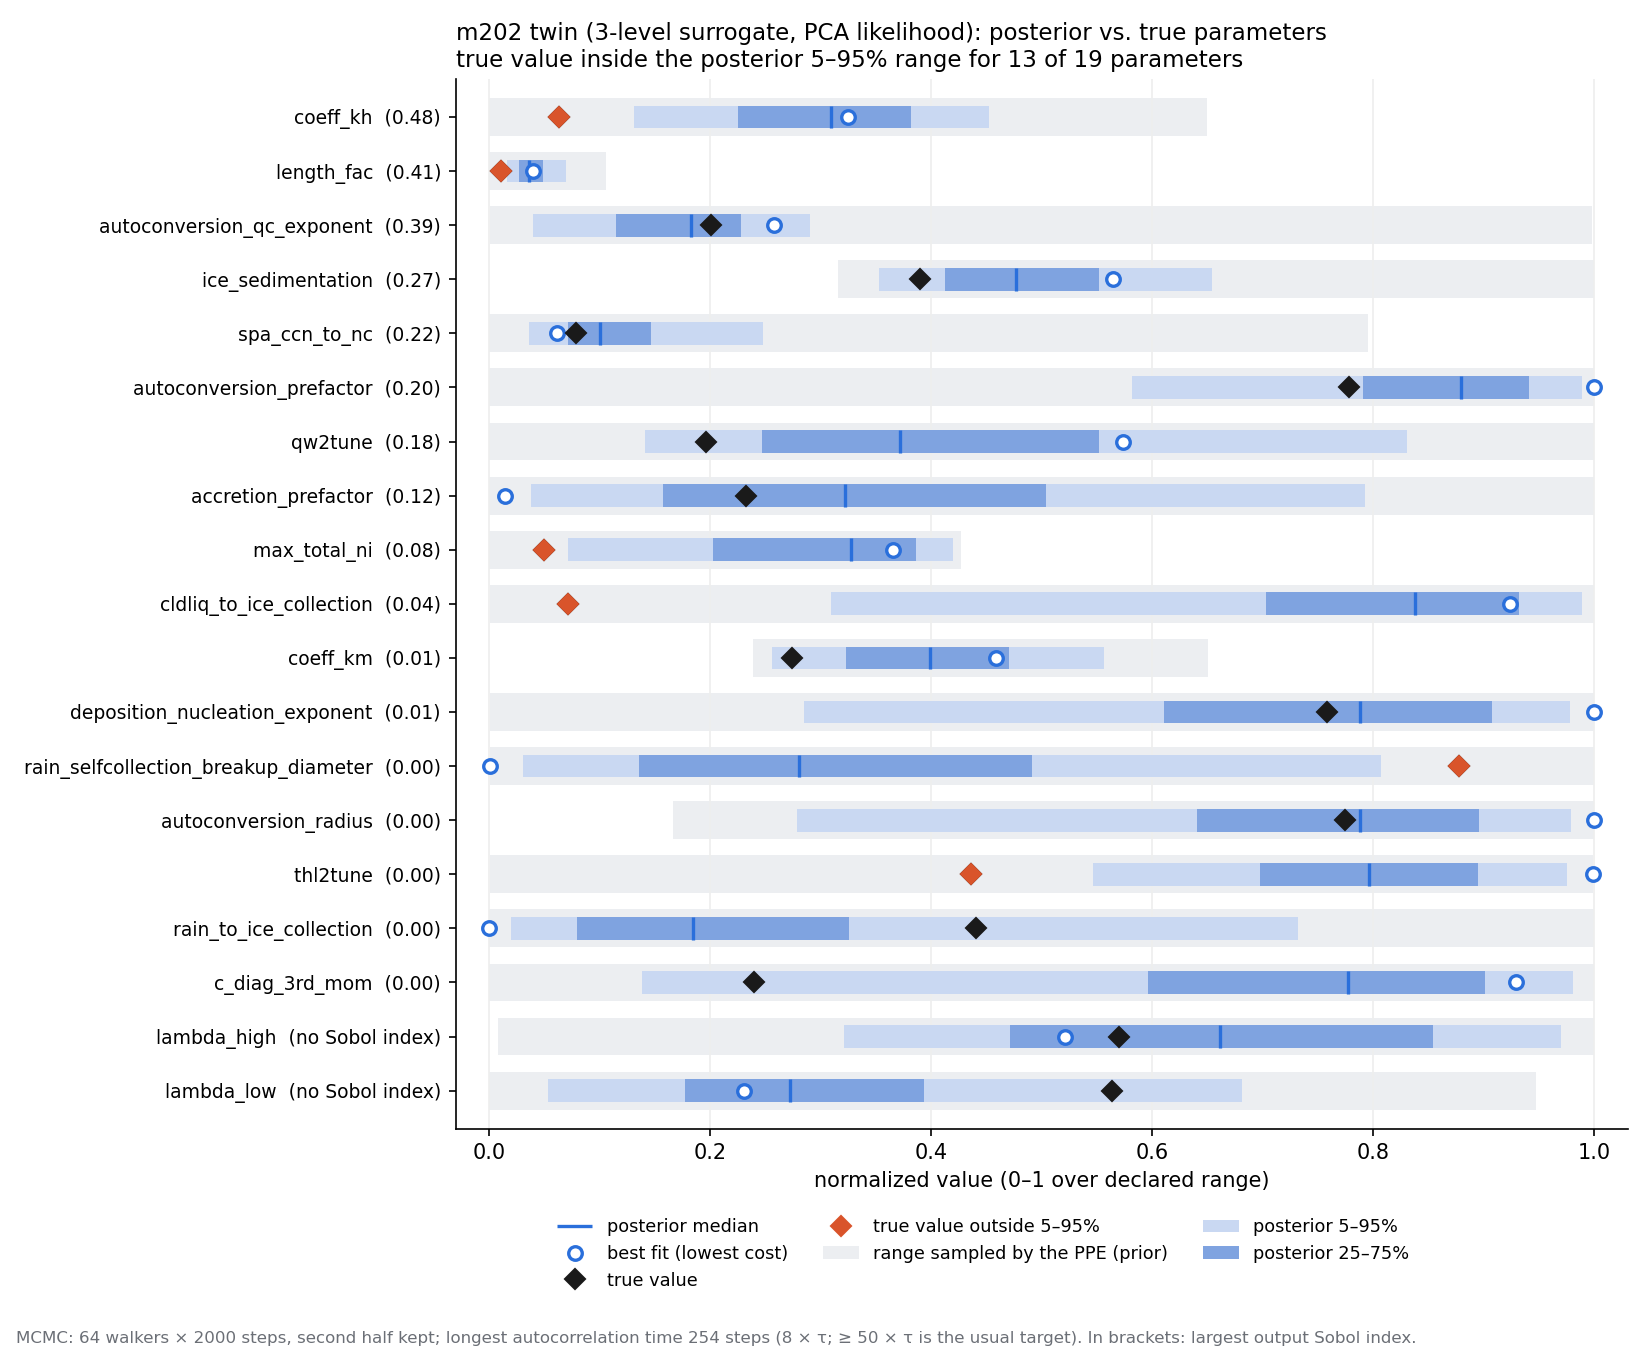 m202 twin (3-level surrogate, PCA likelihood): posterior vs. true parameters
true value inside the posterior 5–95% range for 13 of 19 parameters
coeff_kh (0.48)
length_fac (0.41)
autoconversion_qc_exponent (0.39)
ice_sedimentation (0.27)
spa_ccn_to_nc (0.22)
autoconversion_prefactor (0.20)
qw2tune (0.18)
accretion_prefactor (0.12)
max_total_ni (0.08)
cldliq_to_ice_collection (0.04)
coeff_km (0.01)
deposition_nucleation_exponent (0.01)
rain_selfcollection_breakup_diameter (0.00)
autoconversion_radius (0.00)
thl2tune (0.00)
rain_to_ice_collection (0.00)
c_diag_3rd_mom (0.00)
lambda_high (no Sobol index)
lambda_low (no Sobol index)
0.0 0.2 0.4 0.6 0.8 1.0
normalized value (0–1 over declared range)
posterior median
best fit (lowest cost)
true value
true value outside 5–95%
range sampled by the PPE (prior)
posterior 5–95%
posterior 25–75%
MCMC: 64 walkers × 2000 steps, second half kept; longest autocorrelation time 254 steps (8 × τ; ≥ 50 × τ is the usual target). In brackets: largest output Sobol index.